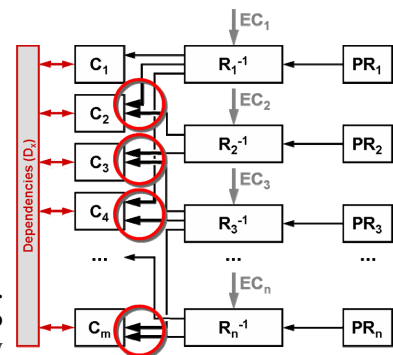 EC1
C1 R1-1 PR1
EC2
C2
R2-1 PR2
C3
EC3
C4 R3-1 PR3
... ... ...
ECn
Cm Rn-1 PRn
Dependencies (Dx)